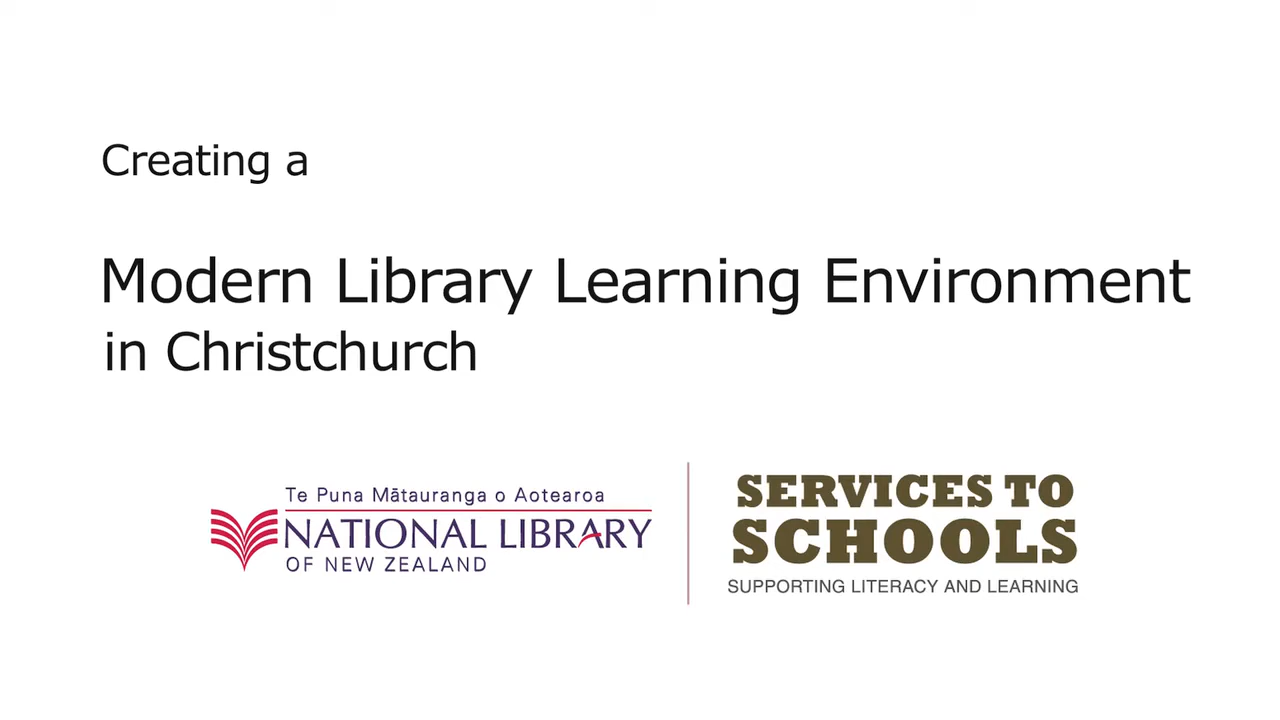 Creating a
Modern Library Learning Environment
in Christchurch
Te Puna Mātauranga o Aotearoa
NATIONAL LIBRARY
OF NEW ZEALAND
SERVICES TO
SCHOOLS
SUPPORTING LITERACY AND LEARNING